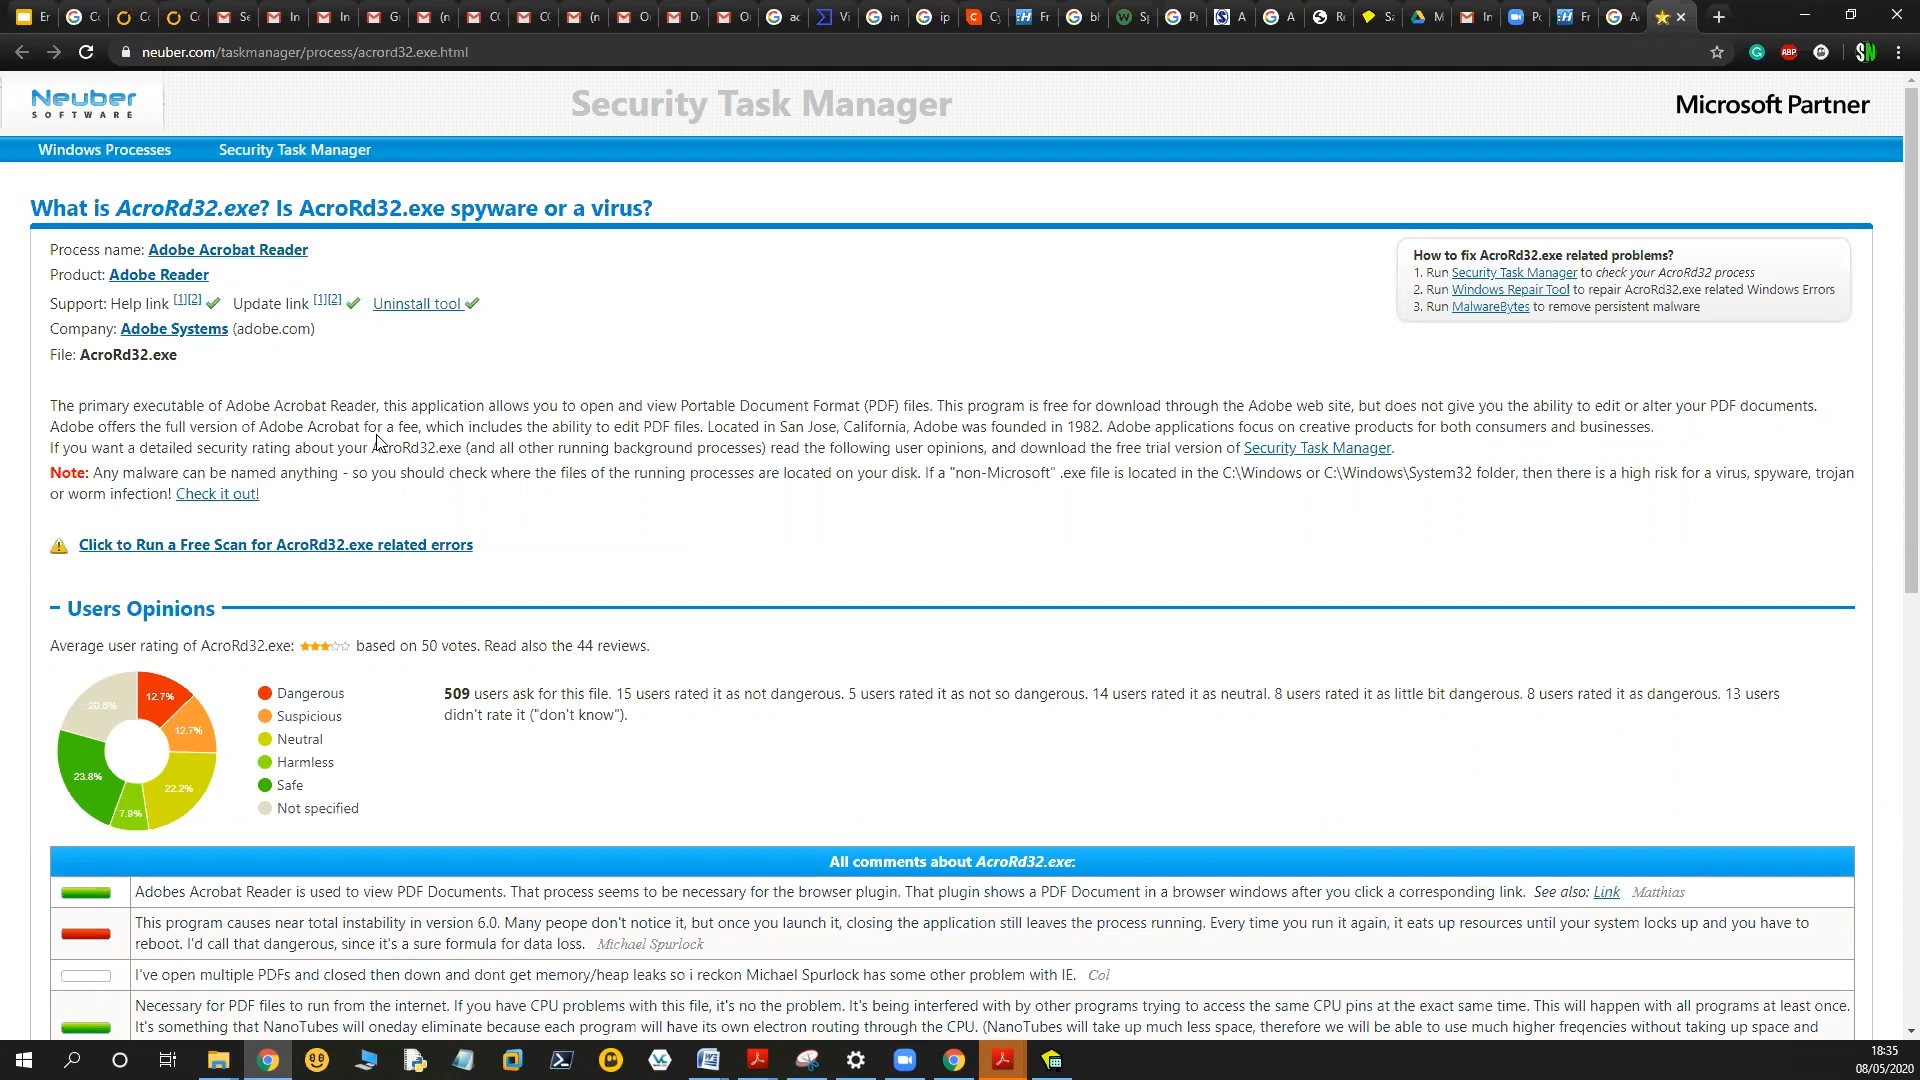 neuber.com/taskmanager/process/acrord32.exe.html
ABP
Neuber
SOFTWARE
Security Task Manager
Microsoft Partner
Windows Processes Security Task Manager
What is AcroRd32.exe? Is AcroRd32.exe spyware or a virus?
Process name: Adobe Acrobat Reader
Product: Adobe Reader
Support: Help link [1][2] Update link [1][2] Uninstall tool
Company: Adobe Systems (adobe.com)
File: AcroRd32.exe
How to fix AcroRd32.exe related problems?
1. Run Security Task Manager to check your AcroRd32 process
2. Run Windows Repair Tool to repair AcroRd32.exe related Windows Errors
3. Run MalwareBytes to remove persistent malware
The primary executable of Adobe Acrobat Reader, this application allows you to open and view Portable Document Format (PDF) files. This program is free for download through the Adobe web site, but does not give you the ability to edit or alter your PDF documents.
Adobe offers the full version of Adobe Acrobat for a fee, which includes the ability to edit PDF files. Located in San Jose, California, Adobe was founded in 1982. Adobe applications focus on creative products for both consumers and businesses.
If you want a detailed security rating about your AcroRd32.exe (and all other running background processes) read the following user opinions, and download the free trial version of Security Task Manager.
Note: Any malware can be named anything - so you should check where the files of the running processes are located on your disk. If a "non-Microsoft" .exe file is located in the C:\Windows or C:\Windows\System32 folder, then there is a high risk for a virus, spyware, trojan
or worm infection! Check it out!
Click to Run a Free Scan for AcroRd32.exe related errors
Users Opinions
Average user rating of AcroRd32.exe: based on 50 votes. Read also the 44 reviews.
12.7%
12.7%
22.2%
7.9%
23.8%
20.6%
Dangerous
Suspicious
Neutral
Harmless
Safe
Not specified
509 users ask for this file. 15 users rated it as not dangerous. 5 users rated it as not so dangerous. 14 users rated it as neutral. 8 users rated it as little bit dangerous. 8 users rated it as dangerous. 13 users
didn't rate it ("don't know").
All comments about AcroRd32.exe:
Adobes Acrobat Reader is used to view PDF Documents. That process seems to be necessary for the browser plugin. That plugin shows a PDF Document in a browser windows after you click a corresponding link. See also: Link Matthias
This program causes near total instability in version 6.0. Many peope don't notice it, but once you launch it, closing the application still leaves the process running. Every time you run it again, it eats up resources until your system locks up and you have to
reboot. I'd call that dangerous, since it's a sure formula for data loss. Michael Spurlock
I've open multiple PDFs and closed then down and dont get memory/heap leaks so i reckon Michael Spurlock has some other problem with IE. Col
Necessary for PDF files to run from the internet. If you have CPU problems with this file, it's no the problem. It's being interfered with by other programs trying to access the same CPU pins at the exact same time. This will happen with all programs at least once.
It's something that NanoTubes will oneday eliminate because each program will have its own electron routing through the CPU. (NanoTubes will take up much less space, therefore we will be able to use much higher freqencies without taking up space and
18:35
08/05/2020